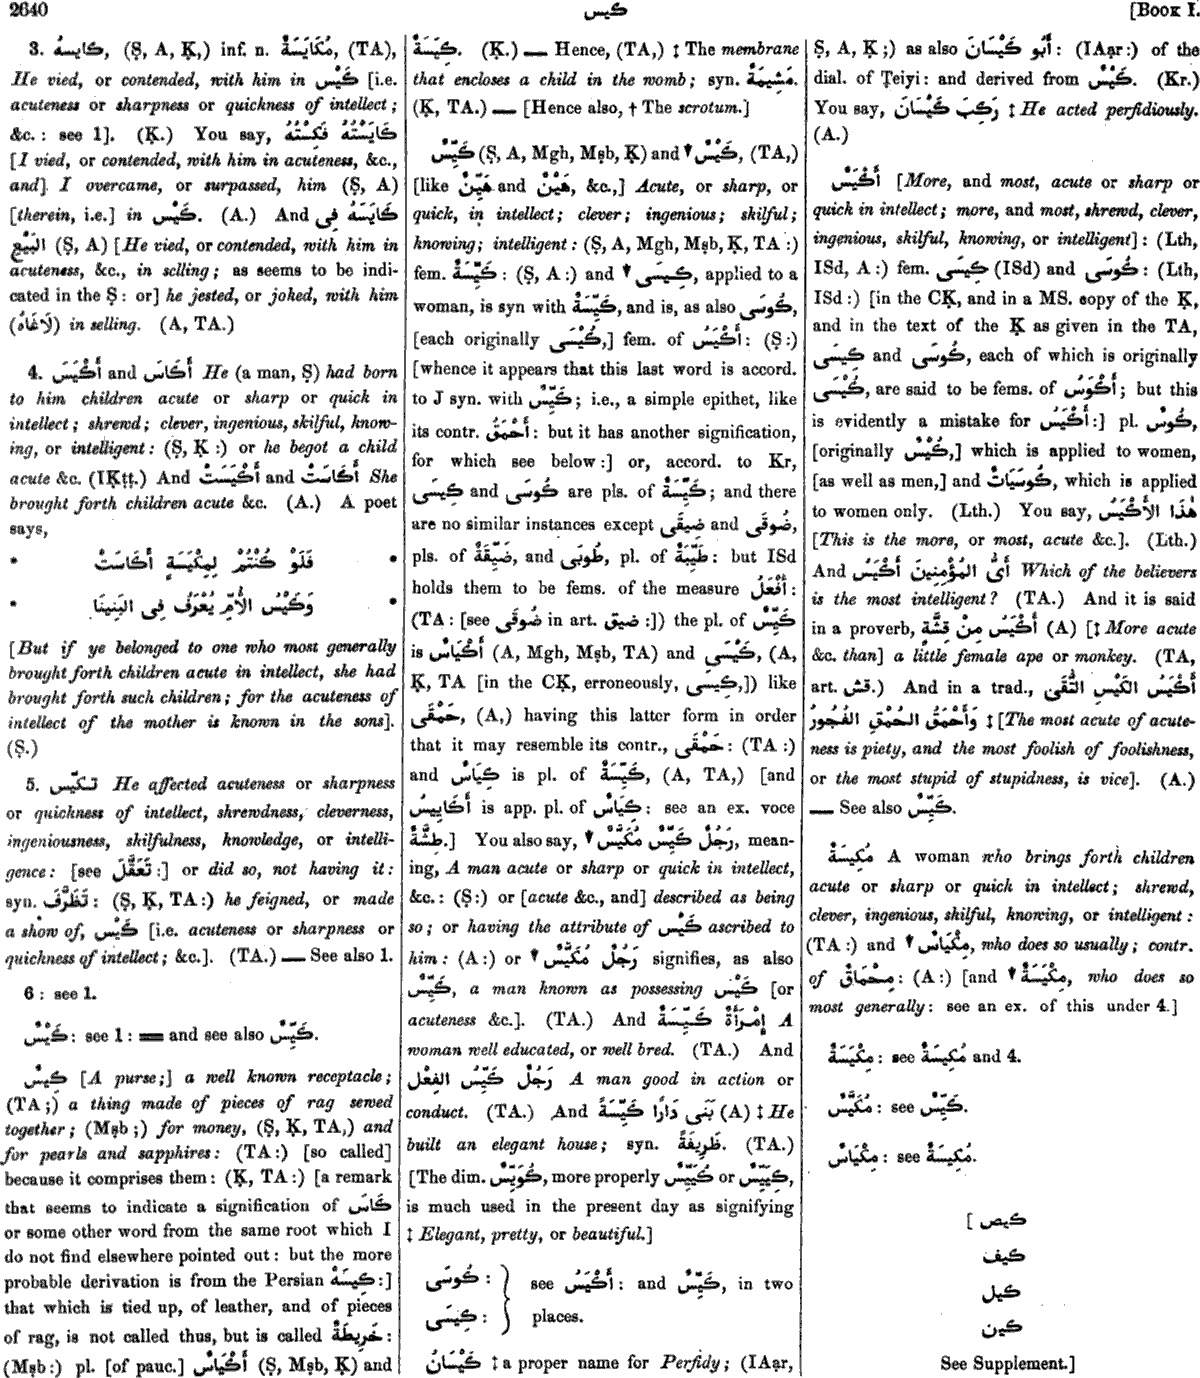 2640
كيس
[Book I.
3. كايسهُ, (Ṣ, A, Ḳ,) inf. n. مُكَايَسَةٌ, (TA),
He vied, or contended, with him in كَيْس [i.e.
acuteness or sharpness or quickness of intellect;
&c.: see 1]. (Ḳ.) You say, كَايَسْتُهُ فَكِسْتُهُ
[I vied, or contended, with him in acuteness, &c.,
and] I overcame, or surpassed, him (Ṣ, A)
[therein, i.e.] in كَيْس. (A.) And كَايَسَهُ فِى
البَيْعِ (Ṣ, A) [He vied, or contended, with him in
acuteness, &c., in selling; as seems to be indi-
cated in the Ṣ: or] he jested, or joked, with him
(لَاغَاهُ) in selling. (A, TA.)
4. أَكْيَسَ and أَكَاسَ He (a man, Ṣ) had born
to him children acute or sharp or quick in
intellect; shrewd; clever, ingenious, skilful, know-
ing, or intelligent: (Ṣ, Ḳ:) or he begot a child
acute &c. (IḲṭṭ.) And أَكْيَسَتْ and أَكَاسَتْ She
brought forth children acute &c. (A.) A poet
says,
* فَلَوْ كُنْتُمْ لِمِكْيَسَةٍ أَكَاسَتْ *
* وَكَيْسُ الأُمِّ يُعْرَفُ فِى البَنِينَا *
[But if ye belonged to one who most generally
brought forth children acute in intellect, she had
brought forth such children; for the acuteness of
intellect of the mother is known in the sons].
(Ṣ.)
5. تكيّس He affected acuteness or sharpness
or quickness of intellect, shrewdness, cleverness,
ingeniousness, skilfulness, knowledge, or intelli-
gence: [see تَعَقَّلَ:] or did so, not having it:
syn. تَظَرَّفَ: (Ṣ, Ḳ, TA:) he feigned, or made
a show of, كَيْس [i.e. acuteness or sharpness or
quickness of intellect; &c.]. (TA.) — See also 1.
6: see 1.
كَيْسٌ: see 1: = and see also كَيِّسٌ.
كِيسٌ [A purse;] a well known receptacle;
(TA;) a thing made of pieces of rag sewed
together; (Mṣb;) for money, (Ṣ, Ḳ, TA,) and
for pearls and sapphires: (TA:) [so called]
because it comprises them: (Ḳ, TA:) [a remark
that seems to indicate a signification of كَاسَ
or some other word from the same root which I
do not find elsewhere pointed out: but the more
probable derivation is from the Persian كِيسَهْ:]
that which is tied up, of leather, and of pieces
of rag, is not called thus, but is called خَرِيطَةٌ:
(Mṣb:) pl. [of pauc.] أَكْيَاسٌ (Ṣ, Mṣb, Ḳ) and
كِيَسَةٌ. (Ḳ.) — Hence, (TA,) ‡ The membrane
that encloses a child in the womb; syn. مَشِيمَةٌ.
(Ḳ, TA.) — [Hence also, † The scrotum.]
كَيِّسٌ (Ṣ, A, Mgh, Mṣb, Ḳ) and ▼ كَيْسٌ, (TA,)
[like هَيِّنٌ and هَيْنٌ, &c.,] Acute, or sharp, or
quick, in intellect; clever; ingenious; skilful;
knowing; intelligent: (Ṣ, A, Mgh, Mṣb, Ḳ, TA:)
fem. كَيِّسَةٌ: (Ṣ, A:) and ▼ كِيسَى, applied to a
woman, is syn with كَيِّسَةٌ, and is, as also كُوسَى,
[each originally كُيْسَى,] fem. of أَكْيَسُ: (Ṣ:)
[whence it appears that this last word is accord.
to J syn. with كَيِّسٌ; i.e., a simple epithet, like
its contr. أَحْمَقُ: but it has another signification,
for which see below:] or, accord. to Kr,
كِيسَى and كُوسَى are pls. of كَيِّسَةٌ; and there
are no similar instances except ضِيقَى and ضُوقَى,
pls. of ضَيِّقَةٌ, and طُوبَى, pl. of طَيِّبَةٌ: but ISd
holds them to be fems. of the measure أَفْعَلُ:
(TA: [see ضُوقَى in art. ضيق:]) the pl. of كَيِّسٌ
is أَكْيَاسٌ (A, Mgh, Mṣb, TA) and كَيْسَى, (A,
Ḳ, TA [in the CḲ, erroneously, كِيسى,]) like
حَمْقَى, (A,) having this latter form in order
that it may resemble its contr., حَمْقَى: (TA:)
and كِيَاسٌ is pl. of كَيِّسَةٌ, (A, TA,) [and
أَكَايِيسُ is app. pl. of كِيَاسٌ: see an ex. voce
طَشَّةٌ.] You also say, ▼ رَجُلٌ كَيِّسٌ مُكَيَّسٌ, mean-
ing, A man acute or sharp or quick in intellect,
&c.: (Ṣ:) or [acute &c., and] described as being
so; or having the attribute of كَيْس ascribed to
him: (A:) or ▼ رَجُلٌ مُكَيَّسٌ signifies, as also
كَيِّسٌ, a man known as possessing كَيْس [or
acuteness &c.]. (TA.) And إِمْرَأَةٌ كَيِّسَةٌ A
woman well educated, or well bred. (TA.) And
رَجُلٌ كَيِّسُ الفِعْلِ A man good in action or
conduct. (TA.) And بَنَى دَارًا كَيِّسَةً (A) ‡ He
built an elegant house; syn. ظَرِيفَةً. (TA.)
[The dim. كُوَيِّسٌ, more properly كُيَيِّسٌ or كِيَيِّسٌ,
is much used in the present day as signifying
‡ Elegant, pretty, or beautiful.]
كُوسَى: كِيسَى: } see أَكْيَسُ: and كَيِّسٌ, in two
places.
كَيْسَانُ ‡ a proper name for Perfidy; (IAạr,
Ṣ, A, Ḳ;) as also أَبُو كَيْسَانَ: (IAạr:) of the
dial. of Ṭeiyi: and derived from كَيْسٌ. (Kr.)
You say, رَكِبَ كَيْسَانَ ‡ He acted perfidiously.
(A.)
أَكْيَسُ [More, and most, acute or sharp or
quick in intellect; more, and most, shrewd, clever,
ingenious, skilful, knowing, or intelligent]: (Lth,
ISd, A:) fem. كِيسَى (ISd) and كُوسَى: (Lth,
ISd:) [in the CḲ, and in a MS. copy of the Ḳ,
and in the text of the Ḳ as given in the TA,
كِيسَى and كُوسَى, each of which is originally
كُيْسَى, are said to be fems. of أَكْوَسُ; but this
is evidently a mistake for أَكْيَسُ:] pl. كُوسٌ,
[originally كُيْسٌ,] which is applied to women,
[as well as men,] and كُوسَيَاتٌ, which is applied
to women only. (Lth.) You say, هٰذَا الأَكْيَسُ
[This is the more, or most, acute &c.]. (Lth.)
And أَىُّ المُؤْمِنِينَ أَكْيَسُ Which of the believers
is the most intelligent? (TA.) And it is said
in a proverb, أَكْيَسُ مِنْ قِشَّةٍ (A) [‡ More acute
&c. than] a little female ape or monkey. (TA,
art. قش.) And in a trad., أَكْيَسُ الكَيْسِ التُّقَى
وَأَحْمَقُ الحُمْقِ الفُجُورُ ‡ [The most acute of acute-
ness is piety, and the most foolish of foolishness,
or the most stupid of stupidness, is vice]. (A.)
— See also كَيِّسٌ.
مُكِيسَةٌ A woman who brings forth children
acute or sharp or quick in intellect; shrewd,
clever, ingenious, skilful, knowing, or intelligent:
(TA:) and ▼ مِكْيَاسٌ, who does so usually; contr.
of مِحْمَاقٌ: (A:) [and ▼ مِكْيَسَةٌ, who does so
most generally: see an ex. of this under 4.]
مِكْيَسَةٌ: see مُكِيسَةٌ and 4.
مُكَيَّسٌ: see كَيِّسٌ.
مِكْيَاسٌ: see مُكِيسَةٌ.
[ كيص
كيف
كيل
كين
See Supplement.]